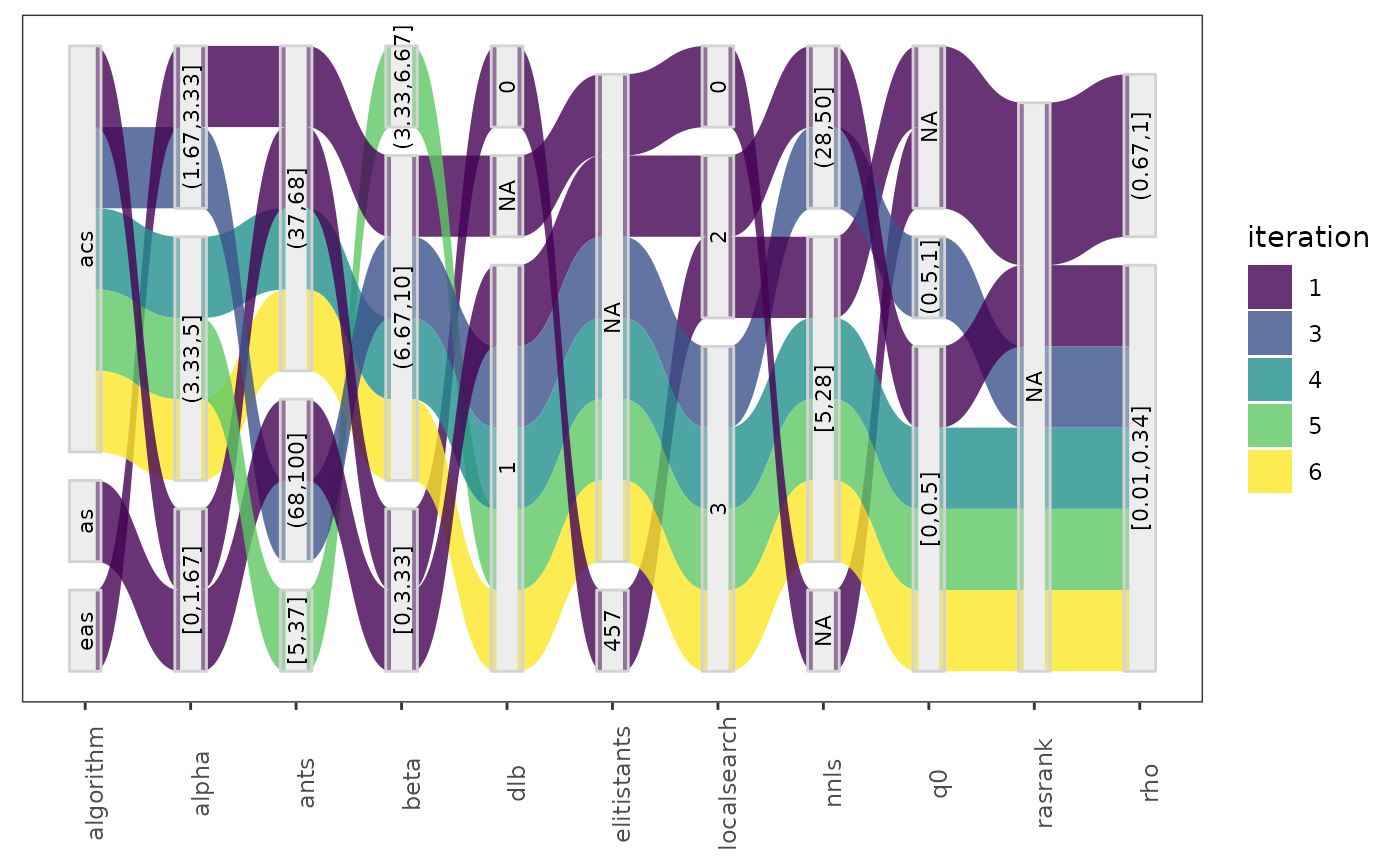 acs
as
eas
(1.67,3.33]
(3.33,5]
[0,1.67]
(37,68]
(68,100]
[5,37]
(3.33,6.67]
(6.67,10]
[0,3.33]
0
NA
1
NA
457
0
2
3
(28,50]
[5,28]
NA
NA
(0.5,1]
[0,0.5]
NA
(0.67,1]
[0.01,0.34]
algorithm
alpha
ants
beta
dlb
elitistants
localsearch
nnls
q0
rasrank
rho
iteration
1
3
4
5
6